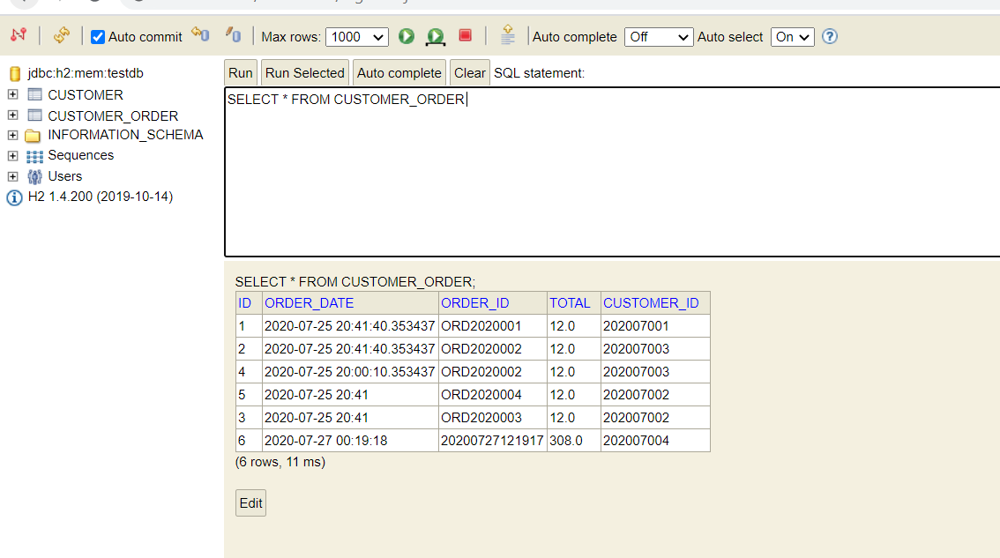 Auto commit Max rows: 1000 Auto complete Off Auto select On ?
jdbc:h2:mem:testdb
CUSTOMER
CUSTOMER_ORDER
INFORMATION_SCHEMA
Sequences
Users
H2 1.4.200 (2019-10-14)
Run Run Selected Auto complete Clear SQL statement:
SELECT * FROM CUSTOMER_ORDER
SELECT * FROM CUSTOMER_ORDER;
ID ORDER_DATE ORDER_ID TOTAL CUSTOMER_ID
1 2020-07-25 20:41:40.353437 ORD2020001 12.0 202007001
2 2020-07-25 20:41:40.353437 ORD2020002 12.0 202007003
4 2020-07-25 20:00:10.353437 ORD2020002 12.0 202007003
5 2020-07-25 20:41 ORD2020004 12.0 202007002
3 2020-07-25 20:41 ORD2020003 12.0 202007002
6 2020-07-27 00:19:18 20200727121917 308.0 202007004
(6 rows, 11 ms)
Edit